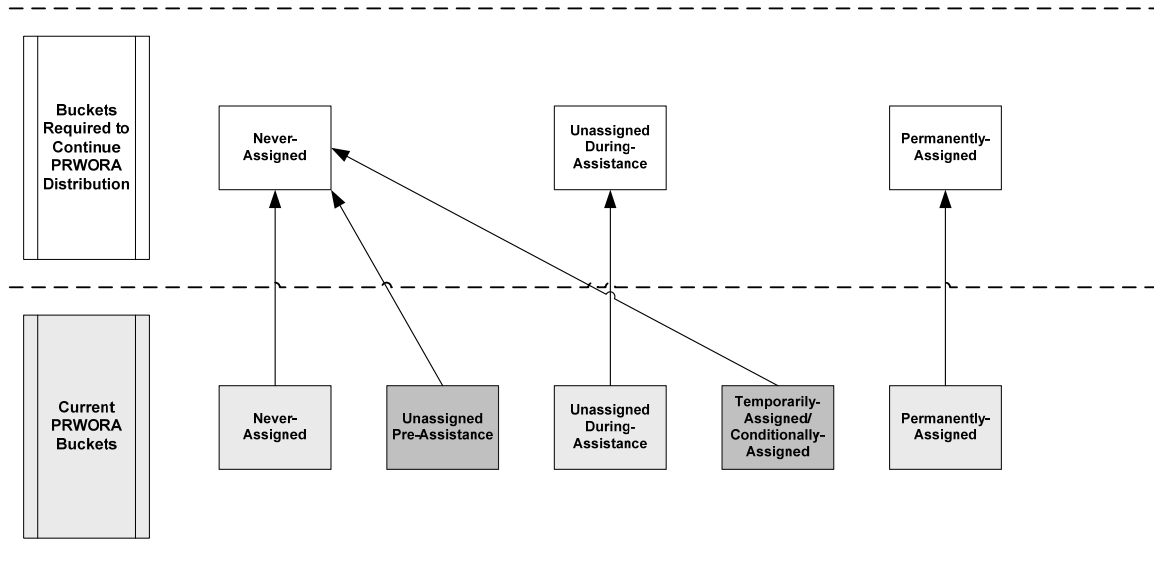 Buckets
Required to
Continue
PRWORA
Distribution
Never-
Assigned
Unassigned
During-
Assistance
Permanently-
Assigned
Current
PRWORA
Buckets
Never-
Assigned
Unassigned
Pre-Assistance
Unassigned
During-
Assistance
Temporarily-
Assigned/
Conditionally-
Assigned
Permanently-
Assigned